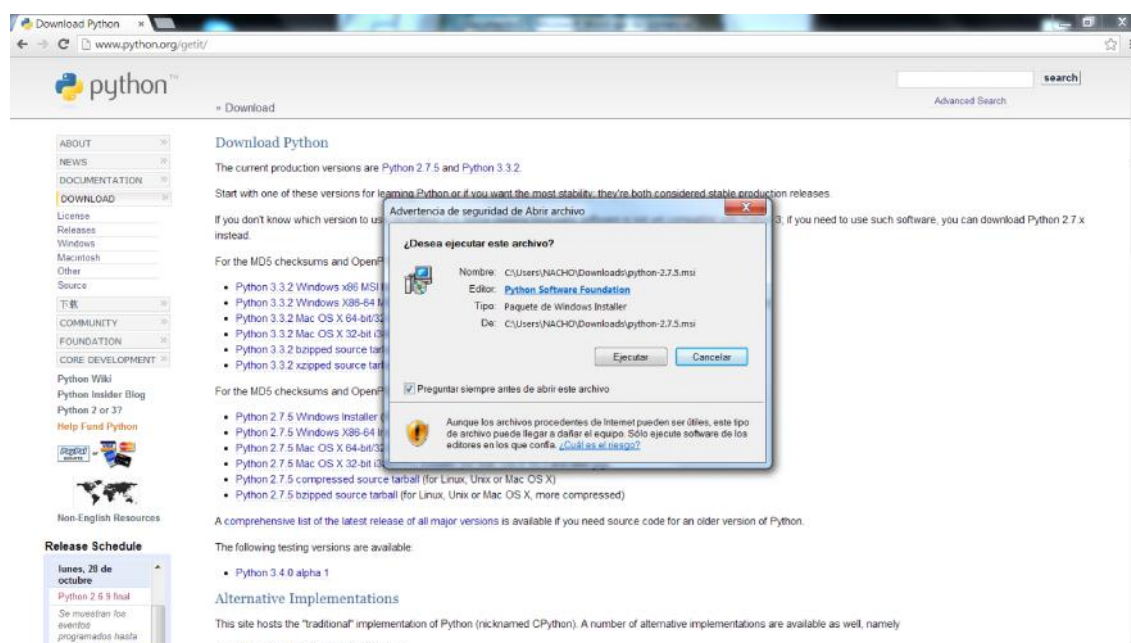 Download Python
www.python.org/getit/
python™
search
Advanced Search
» Download
ABOUT
NEWS
DOCUMENTATION
DOWNLOAD
License
Releases
Windows
Macintosh
Other
Source
下载
COMMUNITY
FOUNDATION
CORE DEVELOPMENT
Python Wiki
Python Insider Blog
Python 2 or 3?
Help Fund Python
Non-English Resources
Release Schedule
lunes, 28 de
octubre
Python 2.6.9 final
Se muestran los
eventos
programados hasta
Download Python
The current production versions are Python 2.7.5 and Python 3.3.2.
Start with one of these versions for learning Python or if you want the most stability; they're both considered stable production releases.
If you don't know which version to us 3; if you need to use such software, you can download Python 2.7.x
instead.
For the MD5 checksums and OpenP
• Python 3.3.2 Windows x86 MSI
• Python 3.3.2 Windows X86-64 M
• Python 3.3.2 Mac OS X 64-bit/32
• Python 3.3.2 Mac OS X 32-bit i3
• Python 3.3.2 bzipped source tarl
• Python 3.3.2 xzipped source tarl
For the MD5 checksums and OpenP
• Python 2.7.5 Windows Installer (
• Python 2.7.5 Windows X86-64 In
• Python 2.7.5 Mac OS X 64-bit/32
• Python 2.7.5 Mac OS X 32-bit i3
• Python 2.7.5 compressed source tarball (for Linux, Unix or Mac OS X)
• Python 2.7.5 bzipped source tarball (for Linux, Unix or Mac OS X, more compressed)
A comprehensive list of the latest release of all major versions is available if you need source code for an older version of Python.
The following testing versions are available:
• Python 3.4.0 alpha 1
Alternative Implementations
This site hosts the "traditional" implementation of Python (nicknamed CPython). A number of alternative implementations are available as well, namely
Advertencia de seguridad de Abrir archivo
¿Desea ejecutar este archivo?
Nombre: C:\Users\NACHO\Downloads\python-2.7.5.msi
Editor: Python Software Foundation
Tipo: Paquete de Windows Installer
De: C:\Users\NACHO\Downloads\python-2.7.5.msi
Ejecutar Cancelar
Preguntar siempre antes de abrir este archivo
Aunque los archivos procedentes de Internet pueden ser útiles, este tipo
de archivo puede llegar a dañar el equipo. Sólo ejecute software de los
editores en los que confía. ¿Cuál es el riesgo?